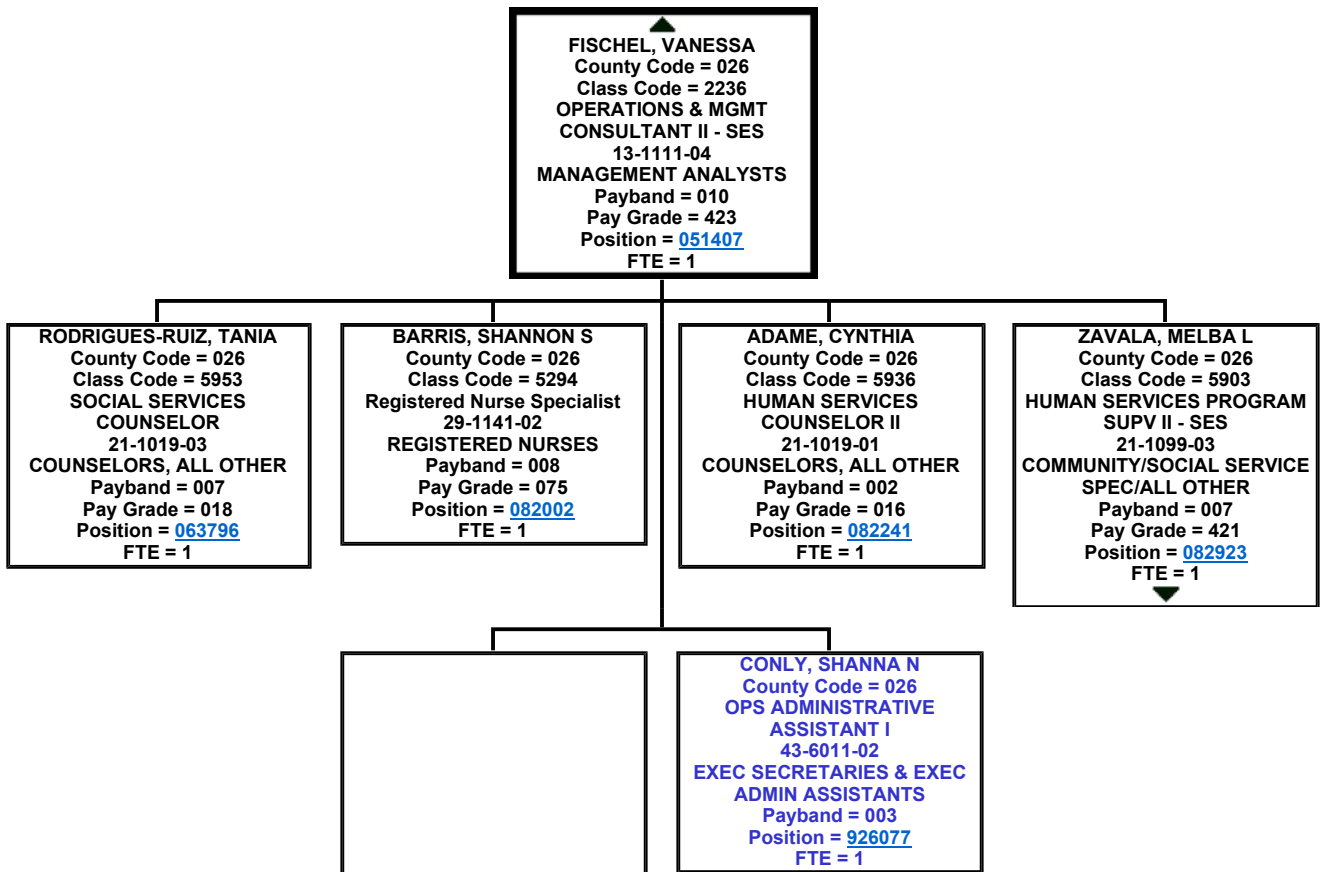 FISCHEL, VANESSA
County Code = 026
Class Code = 2236
OPERATIONS & MGMT
CONSULTANT II - SES
13-1111-04
MANAGEMENT ANALYSTS
Payband = 010
Pay Grade = 423
Position = 051407
FTE = 1
RODRIGUES-RUIZ, TANIA
County Code = 026
Class Code = 5953
SOCIAL SERVICES
COUNSELOR
21-1019-03
COUNSELORS, ALL OTHER
Payband = 007
Pay Grade = 018
Position = 063796
FTE = 1
BARRIS, SHANNON S
County Code = 026
Class Code = 5294
Registered Nurse Specialist
29-1141-02
REGISTERED NURSES
Payband = 008
Pay Grade = 075
Position = 082002
FTE = 1
ADAME, CYNTHIA
County Code = 026
Class Code = 5936
HUMAN SERVICES
COUNSELOR II
21-1019-01
COUNSELORS, ALL OTHER
Payband = 002
Pay Grade = 016
Position = 082241
FTE = 1
ZAVALA, MELBA L
County Code = 026
Class Code = 5903
HUMAN SERVICES PROGRAM
SUPV II - SES
21-1099-03
COMMUNITY/SOCIAL SERVICE
SPEC/ALL OTHER
Payband = 007
Pay Grade = 421
Position = 082923
FTE = 1
CONLY, SHANNA N
County Code = 026
OPS ADMINISTRATIVE
ASSISTANT I
43-6011-02
EXEC SECRETARIES & EXEC
ADMIN ASSISTANTS
Payband = 003
Position = 926077
FTE = 1